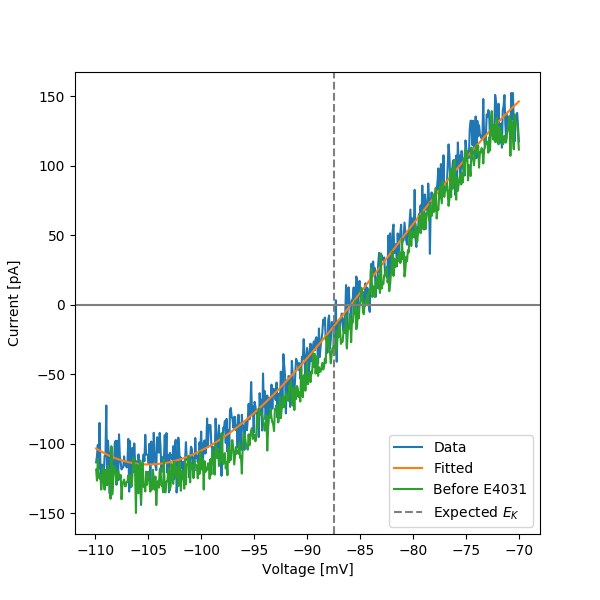 150
100
50
0
−50
−100
−150
Current [pA]
Data
Fitted
Before E4031
Expected E_K
−110 −105 −100 −95 −90 −85 −80 −75 −70
Voltage [mV]